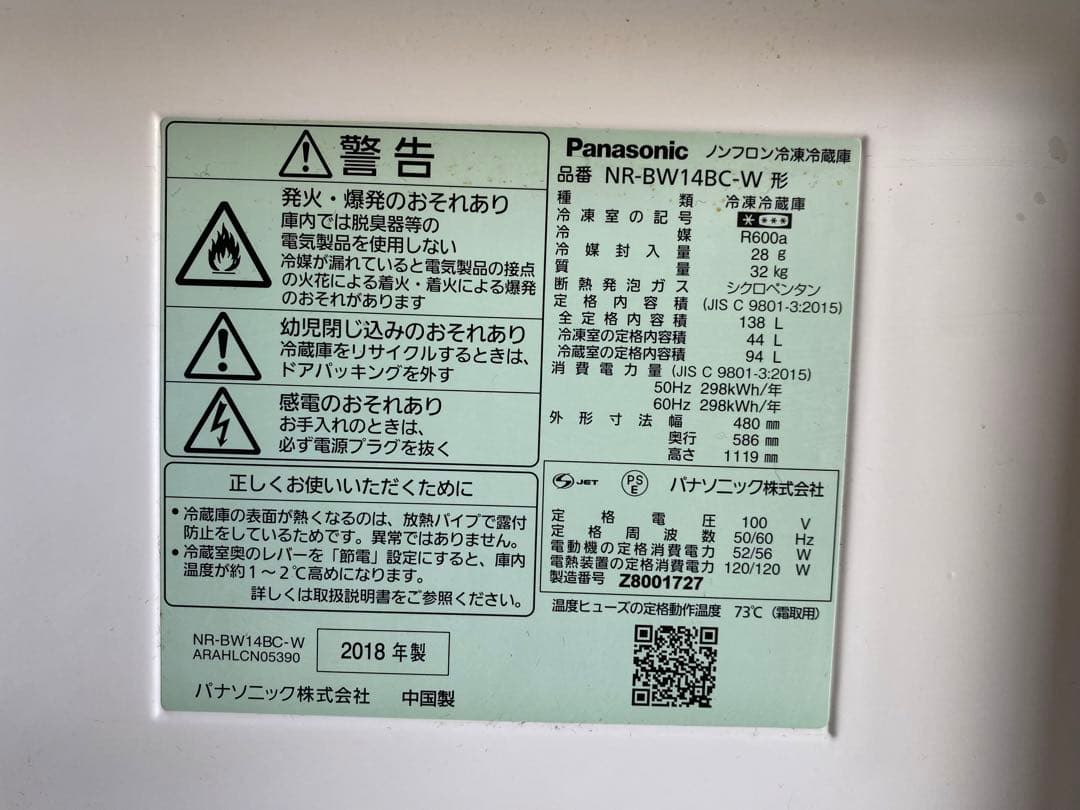 警告
発火・爆発のおそれあり
庫内では脱臭器等の
電気製品を使用しない
冷媒が漏れていると電気製品の接点
の火花による着火・着火による爆発
のおそれがあります
幼児閉じ込みのおそれあり
冷蔵庫をリサイクルするときは、
ドアパッキングを外す
感電のおそれあり
お手入れのときは、
必ず電源プラグを抜く
正しくお使いいただくために
•冷蔵庫の表面が熱くなるのは、放熱パイプで露付
防止をしているためです。異常ではありません。
•冷蔵室奥のレバーを「節電」設定にすると、庫内
温度が約1～2℃高めになります。
詳しくは取扱説明書をご参照ください。
NR-BW14BC-W
ARAHLCN05390
2018 年製
パナソニック株式会社 中国製
Panasonic ノンフロン冷凍冷蔵庫
品番 NR-BW14BC-W 形
種類 冷凍冷蔵庫
冷凍室の記号
冷媒 R600a
冷媒封入量 28 g
質量 32 kg
断熱発泡ガス シクロペンタン
定格内容積 (JIS C 9801-3:2015)
全定格内容積 138 L
冷凍室の定格内容積 44 L
冷蔵室の定格内容積 94 L
消費電力量 (JIS C 9801-3:2015)
50Hz 298kWh/年
60Hz 298kWh/年
外形寸法 幅 480 mm
奥行 586 mm
高さ 1119 mm
JET PS E パナソニック株式会社
定格電圧 100 V
定格周波数 50/60 Hz
電動機の定格消費電力 52/56 W
電熱装置の定格消費電力 120/120 W
製造番号 Z8001727
温度ヒューズの定格動作温度 73℃（霜取用）